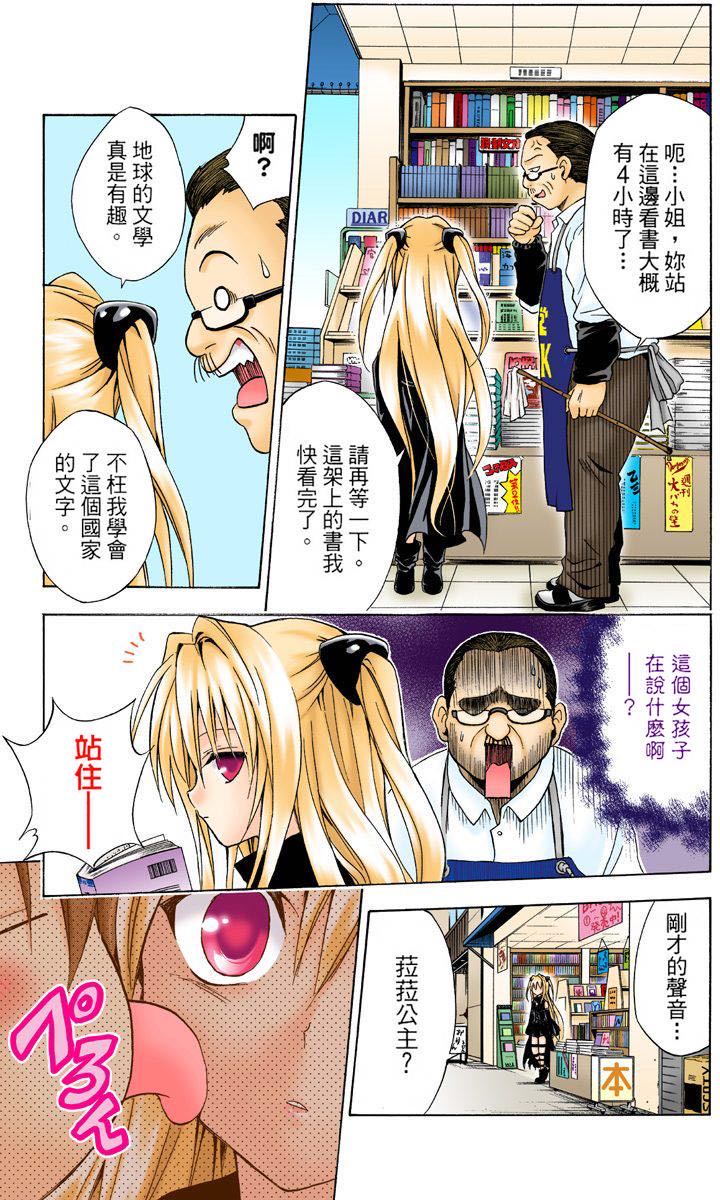 呃…小姐，妳站
在這邊看書大概
有4小時了…
DIAR
請再等一下。
這架上的書我
快看完了。
啊？
地球的文學
真是有趣。
不枉我學會
了這個國家
的文字。
這個女孩子
在說什麼啊
——？
站住——
剛才的聲音…
菈菈公主？
本
ぺろん